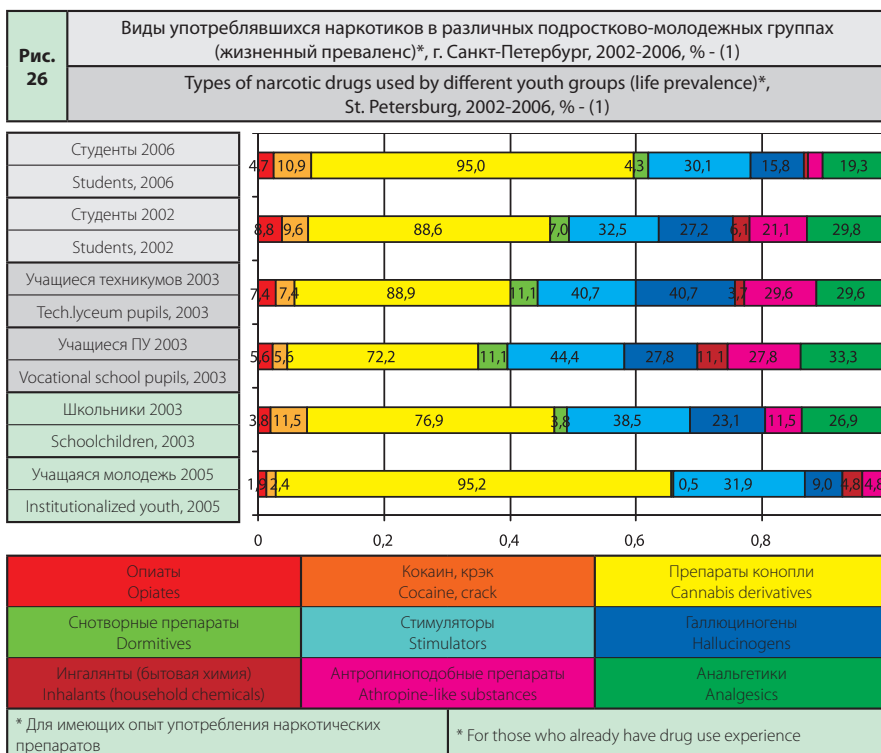 Рис.
26
Виды употреблявшихся наркотиков в различных подростково-молодежных группах
(жизненный преваленс)*, г. Санкт-Петербург, 2002-2006, % - (1)
Types of narcotic drugs used by different youth groups (life prevalence)*,
St. Petersburg, 2002-2006, % - (1)
Студенты 2006
Students, 2006
4,7 10,9 95,0 4,3 30,1 15,8 19,3
Студенты 2002
Students, 2002
8,8 9,6 88,6 7,0 32,5 27,2 6,1 21,1 29,8
Учащиеся техникумов 2003
Tech.lyceum pupils, 2003
7,4 7,4 88,9 11,1 40,7 40,7 3,7 29,6 29,6
Учащиеся ПУ 2003
Vocational school pupils, 2003
5,6 5,6 72,2 11,1 44,4 27,8 11,1 27,8 33,3
Школьники 2003
Schoolchildren, 2003
3,8 11,5 76,9 3,8 38,5 23,1 11,5 26,9
Учащаяся молодежь 2005
Institutionalized youth, 2005
1,9 2,4 95,2 0,5 31,9 9,0 4,8 4,8
0 0,2 0,4 0,6 0,8
Опиаты
Opiates
Кокаин, крэк
Cocaine, crack
Препараты конопли
Cannabis derivatives
Снотворные препараты
Dormitives
Стимуляторы
Stimulators
Галлюциногены
Hallucinogens
Ингалянты (бытовая химия)
Inhalants (household chemicals)
Антропиноподобные препараты
Athropine-like substances
Анальгетики
Analgesics
* Для имеющих опыт употребления наркотических
препаратов
* For those who already have drug use experience